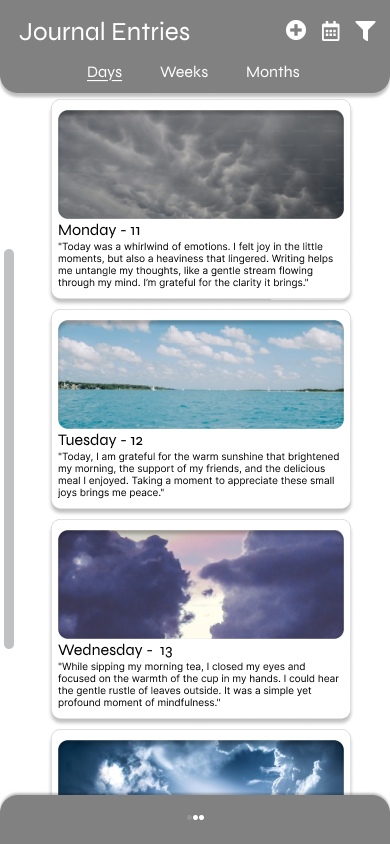 Journal Entries
Days Weeks Months
Monday - 11
"Today was a whirlwind of emotions. I felt joy in the little
moments, but also a heaviness that lingered. Writing helps
me untangle my thoughts, like a gentle stream flowing
through my mind. I'm grateful for the clarity it brings."
Tuesday - 12
"Today, I am grateful for the warm sunshine that brightened
my morning, the support of my friends, and the delicious
meal I enjoyed. Taking a moment to appreciate these small
joys brings me peace."
Wednesday - 13
"While sipping my morning tea, I closed my eyes and
focused on the warmth of the cup in my hands. I could hear
the gentle rustle of leaves outside. It was a simple yet
profound moment of mindfulness."